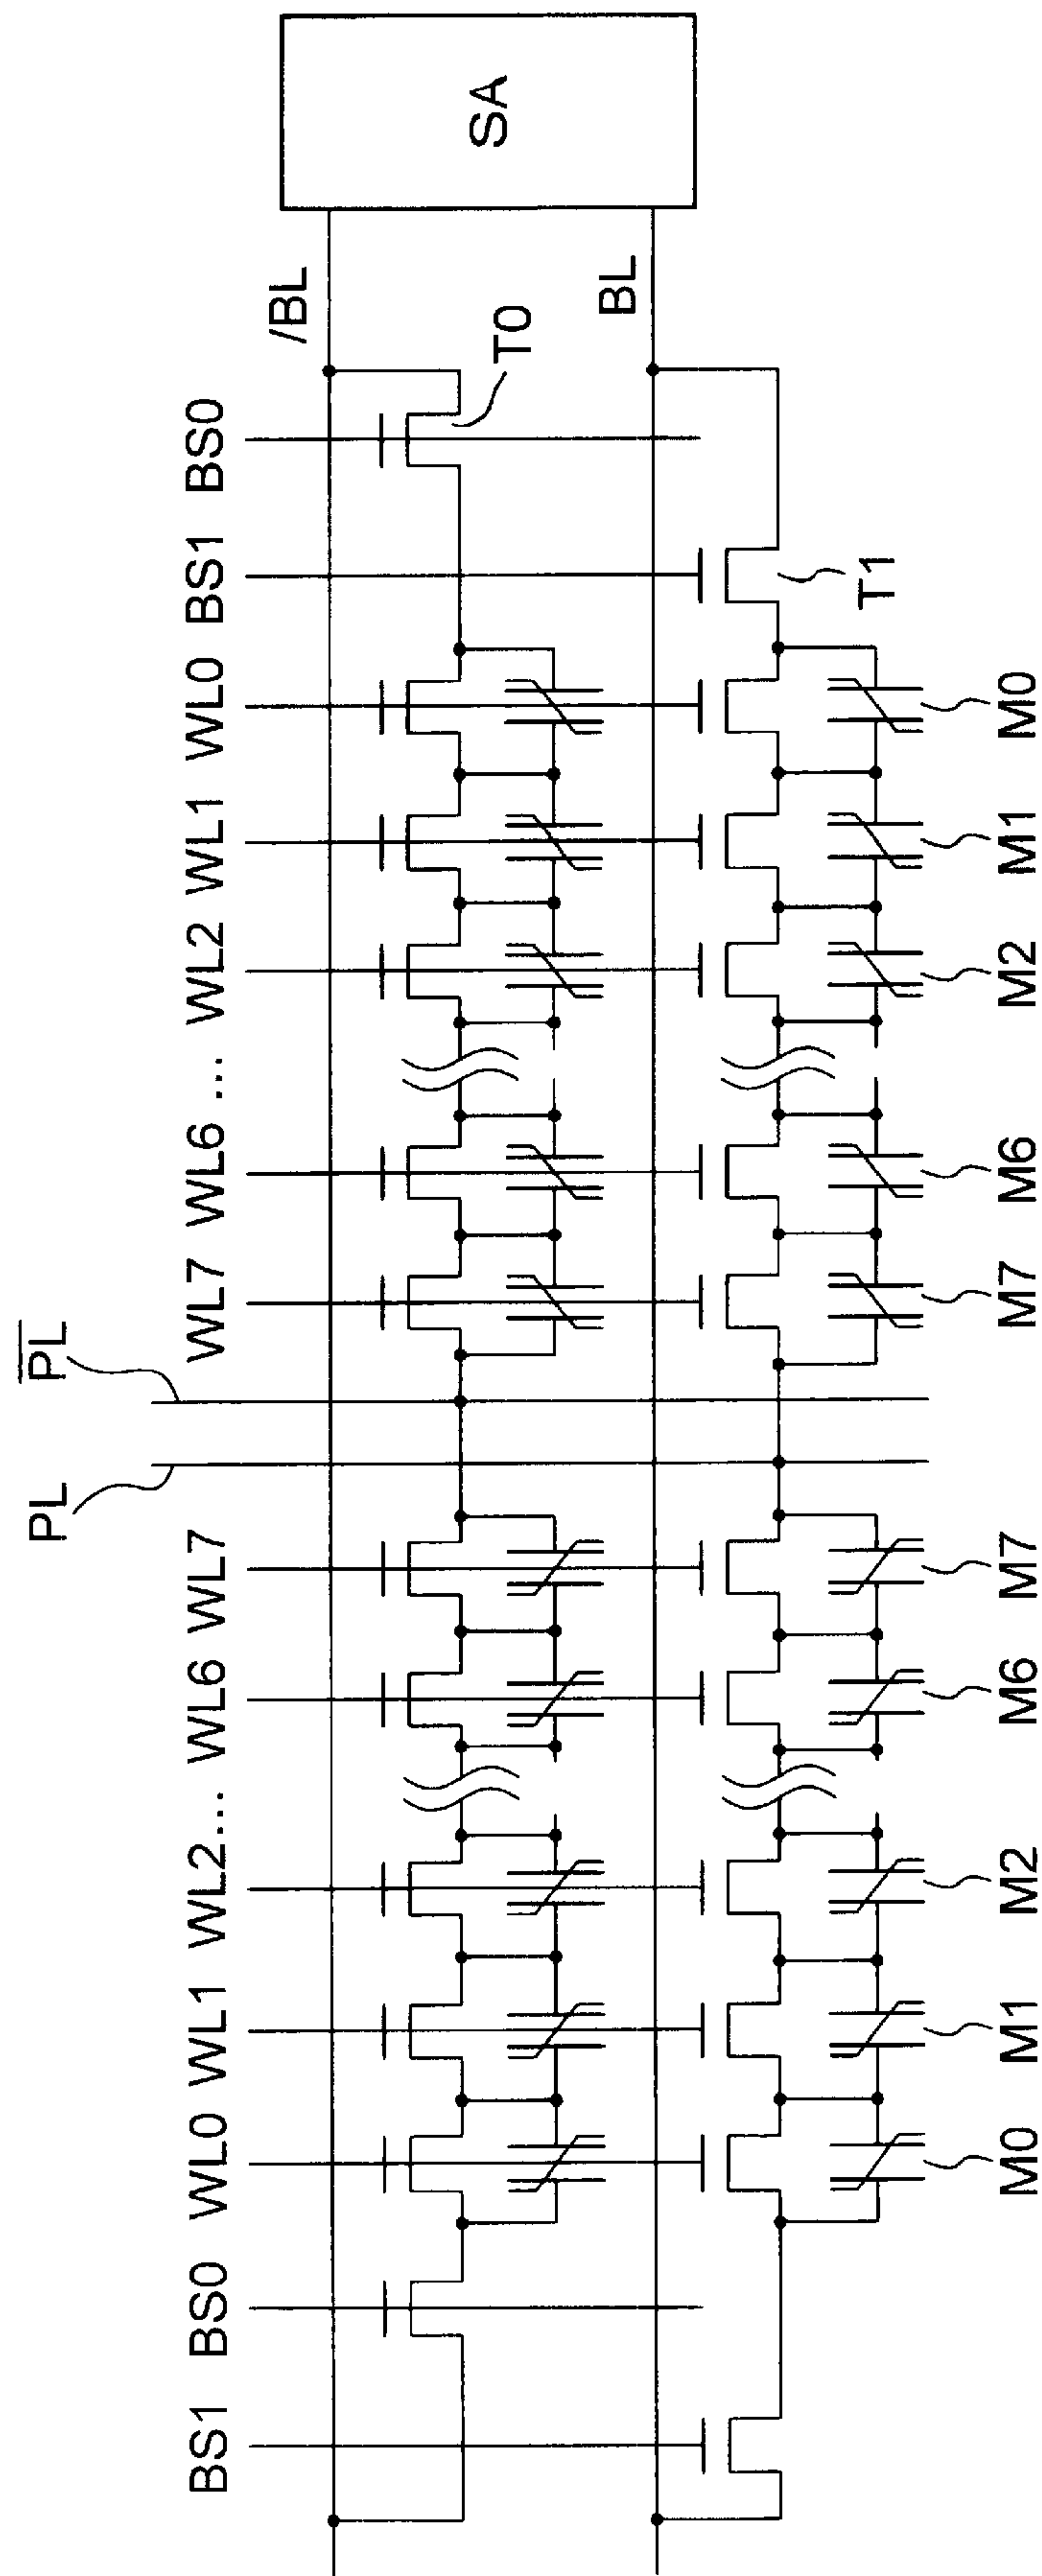 PL P̅L̅
BS1 BS0 WL0 WL1 WL2... WL6 WL7 WL7 WL6 ... WL2 WL1 WL0 BS1 BS0
/BL
SA
T0
BL
T1
M0 M1 M2 M6 M7 M7 M6 M2 M1 M0